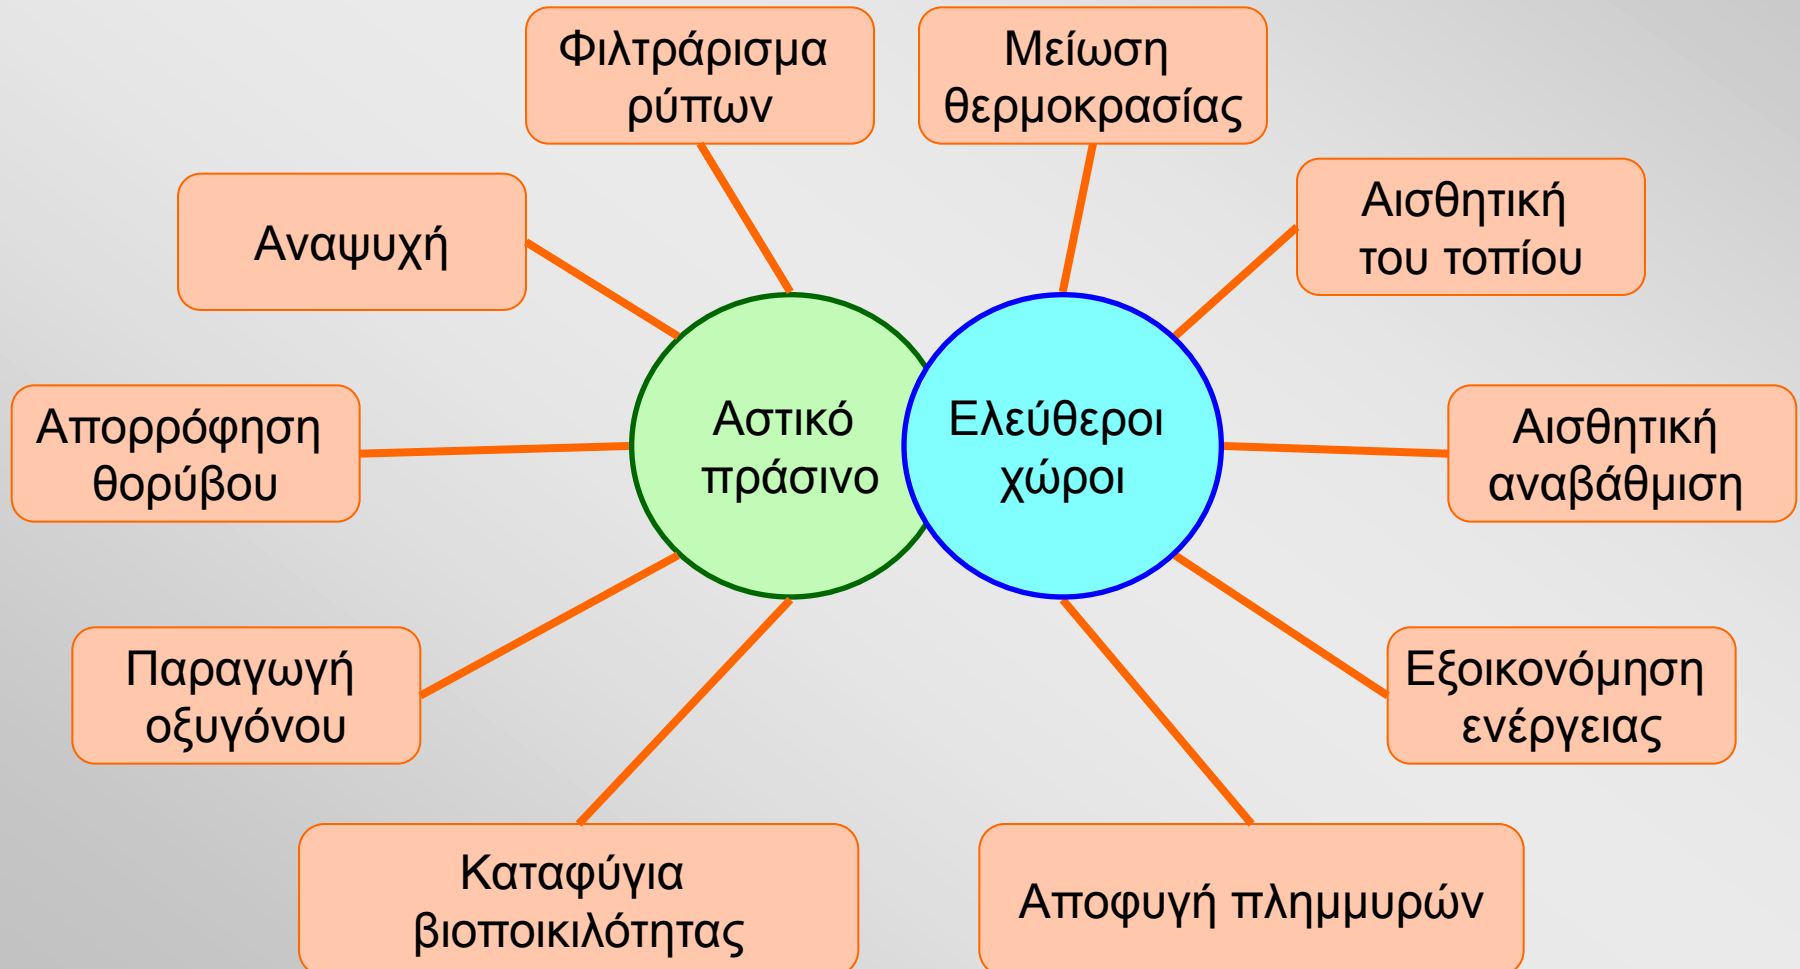 Φιλτράρισμα
ρύπων
Μείωση
θερμοκρασίας
Αναψυχή
Αισθητική
του τοπίου
Απορρόφηση
θορύβου
Αστικό
πράσινο
Ελεύθεροι
χώροι
Αισθητική
αναβάθμιση
Παραγωγή
οξυγόνου
Εξοικονόμηση
ενέργειας
Καταφύγια
βιοποικιλότητας
Αποφυγή πλημμυρών